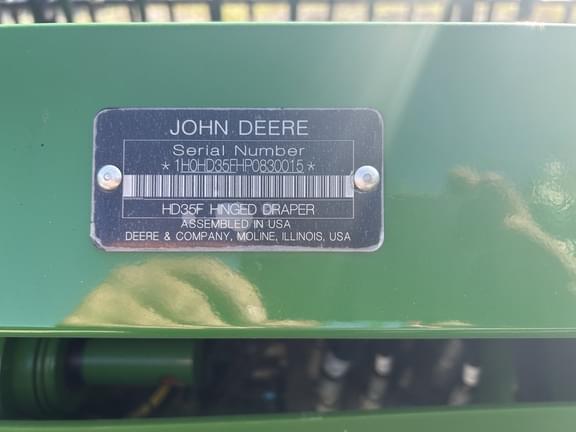 JOHN DEERE
Serial Number
*1H0HD35FHP0830015*
HD35F HINGED DRAPER
ASSEMBLED IN USA
DEERE & COMPANY, MOLINE, ILLINOIS, USA